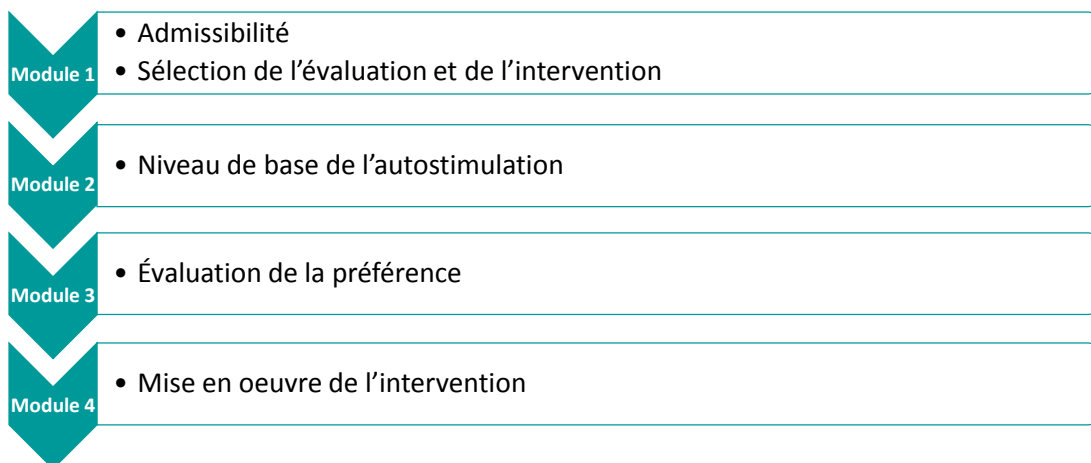 Module 1
• Admissibilité
• Sélection de l'évaluation et de l'intervention
Module 2
• Niveau de base de l'autostimulation
Module 3
• Évaluation de la préférence
Module 4
• Mise en oeuvre de l'intervention